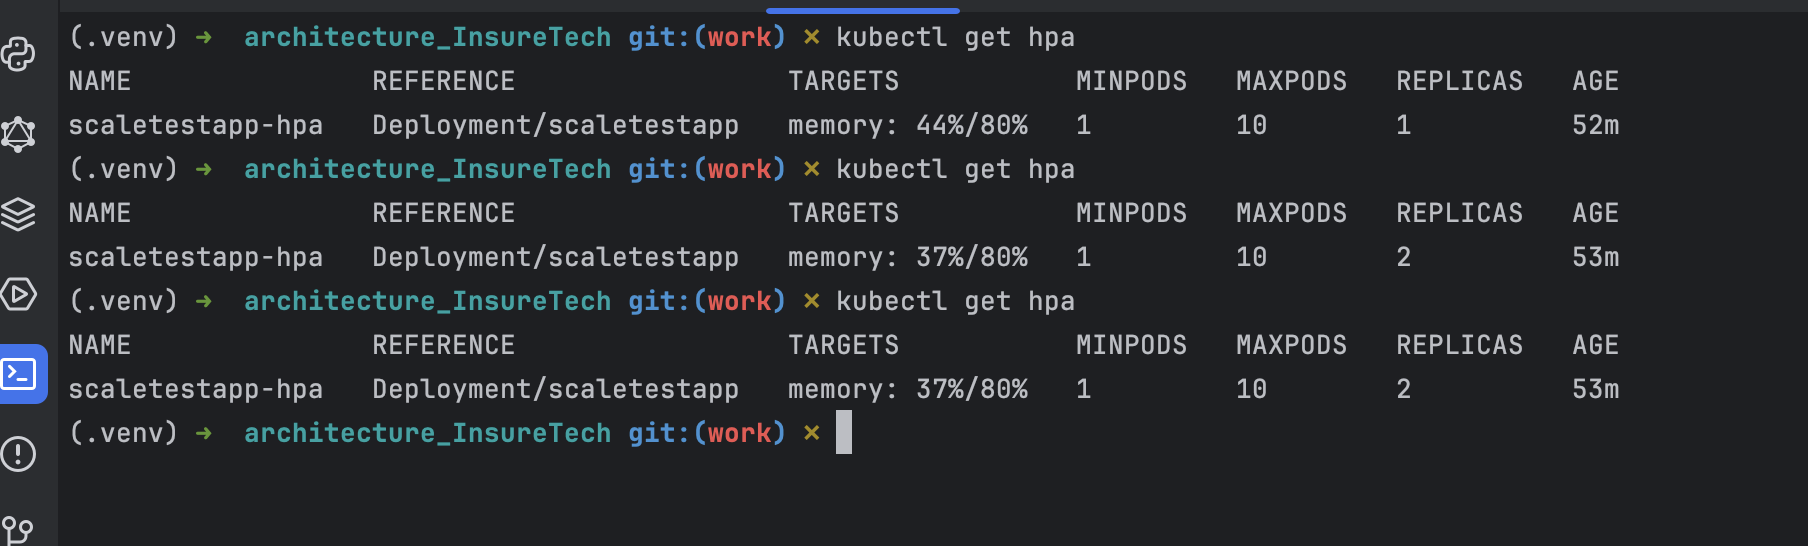 (.venv) ➜  architecture_InsureTech git:(work) ✗ kubectl get hpa
NAME               REFERENCE                 TARGETS           MINPODS   MAXPODS   REPLICAS   AGE
scaletestapp-hpa   Deployment/scaletestapp   memory: 44%/80%   1         10        1          52m
(.venv) ➜  architecture_InsureTech git:(work) ✗ kubectl get hpa
NAME               REFERENCE                 TARGETS           MINPODS   MAXPODS   REPLICAS   AGE
scaletestapp-hpa   Deployment/scaletestapp   memory: 37%/80%   1         10        2          53m
(.venv) ➜  architecture_InsureTech git:(work) ✗ kubectl get hpa
NAME               REFERENCE                 TARGETS           MINPODS   MAXPODS   REPLICAS   AGE
scaletestapp-hpa   Deployment/scaletestapp   memory: 37%/80%   1         10        2          53m
(.venv) ➜  architecture_InsureTech git:(work) ✗